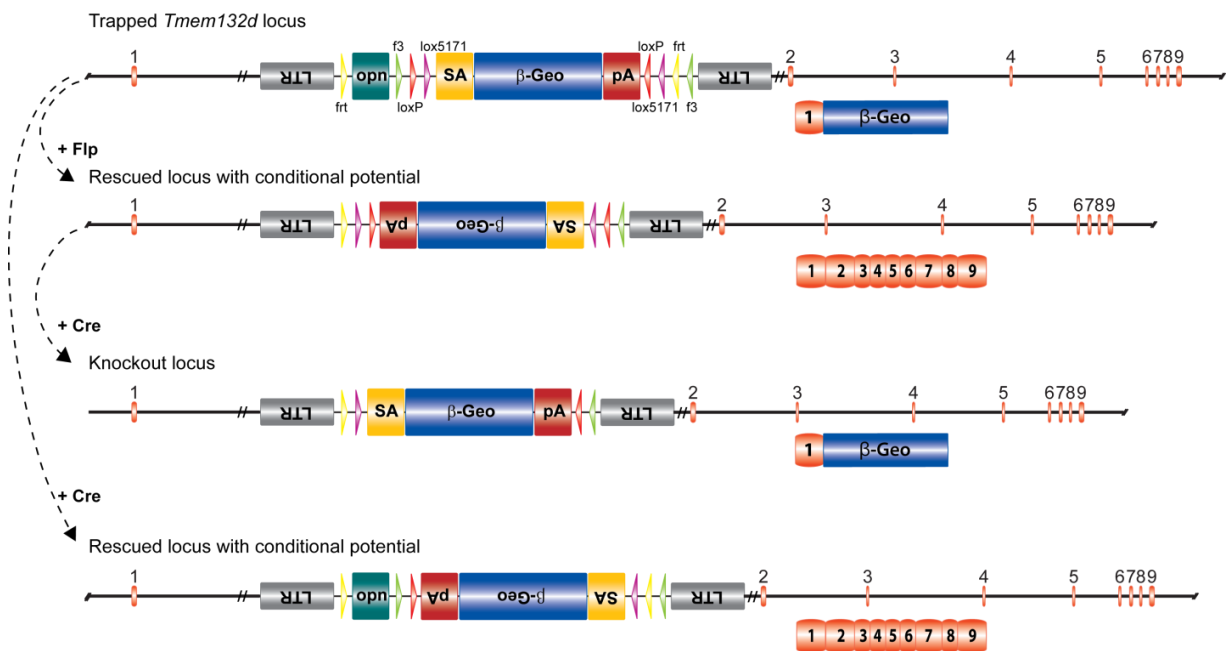 Trapped Tmem132d locus
1 // LTR frt opu f3 loxP lox5171 SA β-Geo pA loxP lox5171 frt f3 LTR // 2 3 4 5 6789
1 β-Geo
+ Flp
Rescued locus with conditional potential
1 // LTR pA β-Geo SA LTR // 2 3 4 5 6789
1 2 3 4 5 6 7 8 9
+ Cre
Knockout locus
1 // LTR SA β-Geo pA LTR // 2 3 4 5 6789
1 β-Geo
+ Cre
Rescued locus with conditional potential
1 // LTR opu pA β-Geo SA LTR // 2 3 4 5 6789
1 2 3 4 5 6 7 8 9